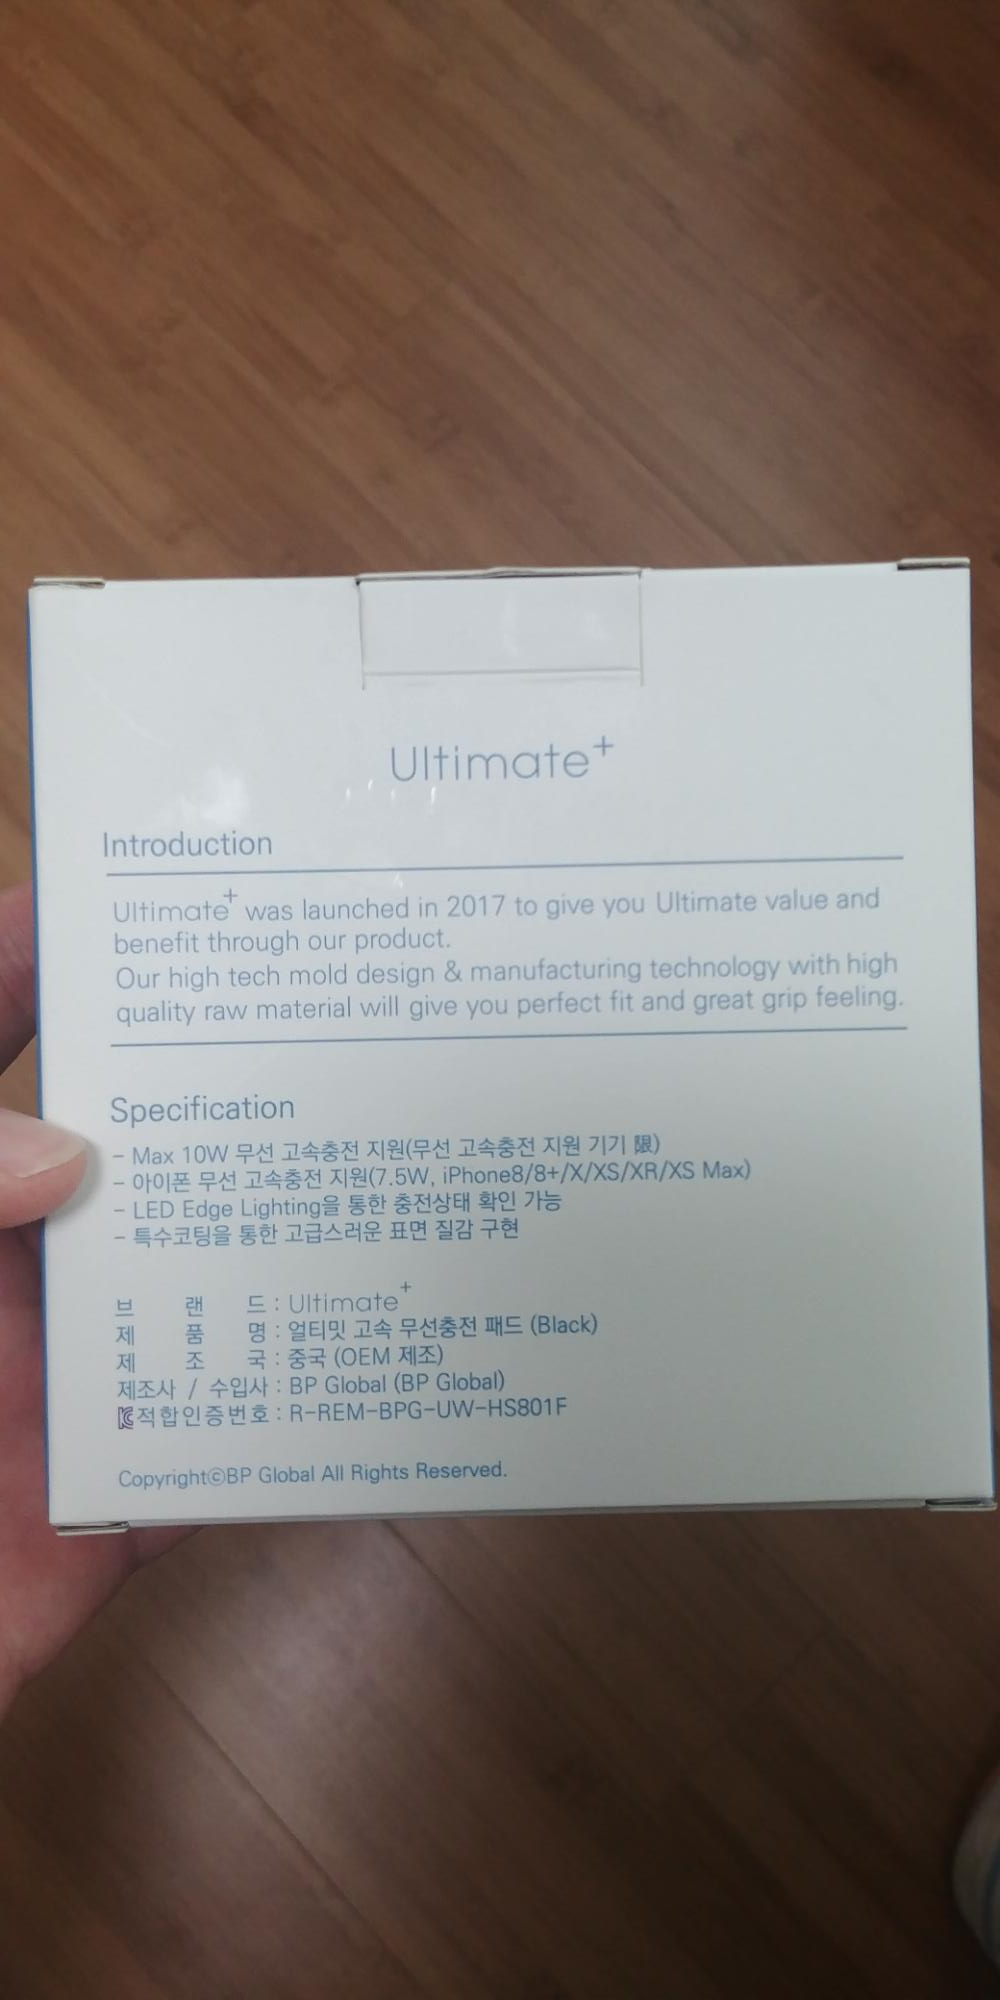 Ultimate+
Introduction
Ultimate+ was launched in 2017 to give you Ultimate value and
benefit through our product.
Our high tech mold design & manufacturing technology with high
quality raw material will give you perfect fit and great grip feeling.
Specification
- Max 10W 무선 고속충전 지원(무선 고속충전 지원 기기 限)
- 아이폰 무선 고속충전 지원(7.5W, iPhone8/8+/X/XS/XR/XS Max)
- LED Edge Lighting을 통한 충전상태 확인 가능
- 특수코팅을 통한 고급스러운 표면 질감 구현
브 랜 드 : Ultimate+
제 품 명 : 얼티밋 고속 무선충전 패드 (Black)
제 조 국 : 중국 (OEM 제조)
제조사 / 수입사 : BP Global (BP Global)
적합인증번호 : R-REM-BPG-UW-HS801F
Copyright©BP Global All Rights Reserved.